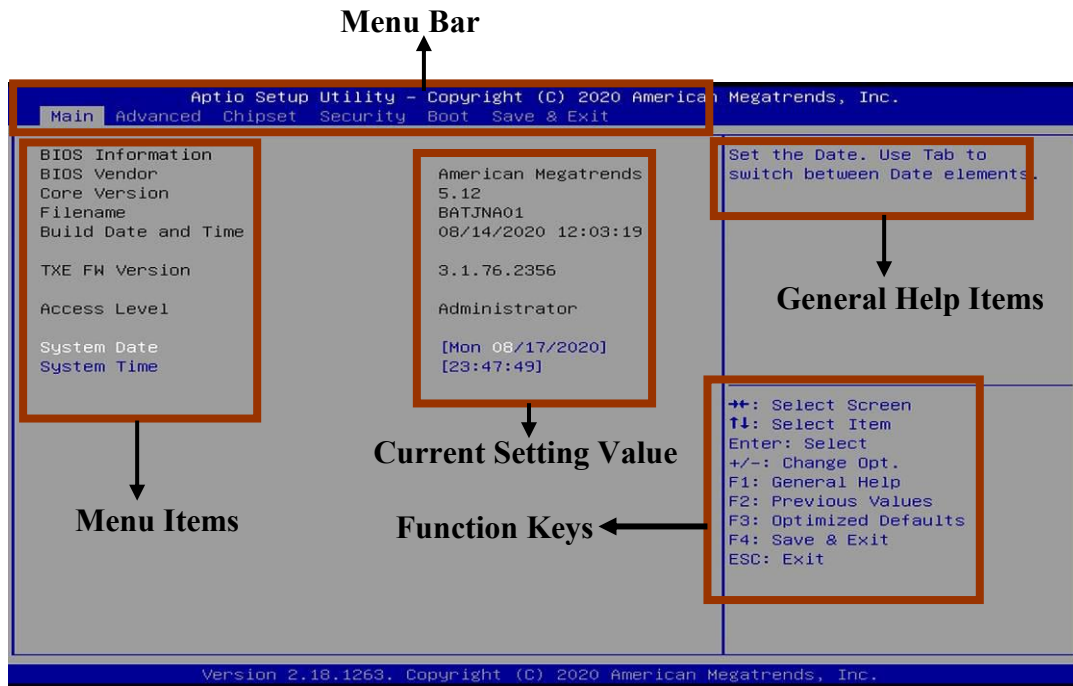 Menu Bar
Aptio Setup Utility – Copyright (C) 2020 American Megatrends, Inc.
Main Advanced Chipset Security Boot Save & Exit
BIOS Information
BIOS Vendor American Megatrends
Core Version 5.12
Filename BATJNA01
Build Date and Time 08/14/2020 12:03:19
TXE FW Version 3.1.76.2356
Access Level Administrator
System Date [Mon 08/17/2020]
System Time [23:47:49]
Set the Date. Use Tab to
switch between Date elements.
General Help Items
→←: Select Screen
↑↓: Select Item
Enter: Select
+/-: Change Opt.
F1: General Help
F2: Previous Values
F3: Optimized Defaults
F4: Save & Exit
ESC: Exit
Current Setting Value
Menu Items
Function Keys
Version 2.18.1263. Copyright (C) 2020 American Megatrends, Inc.